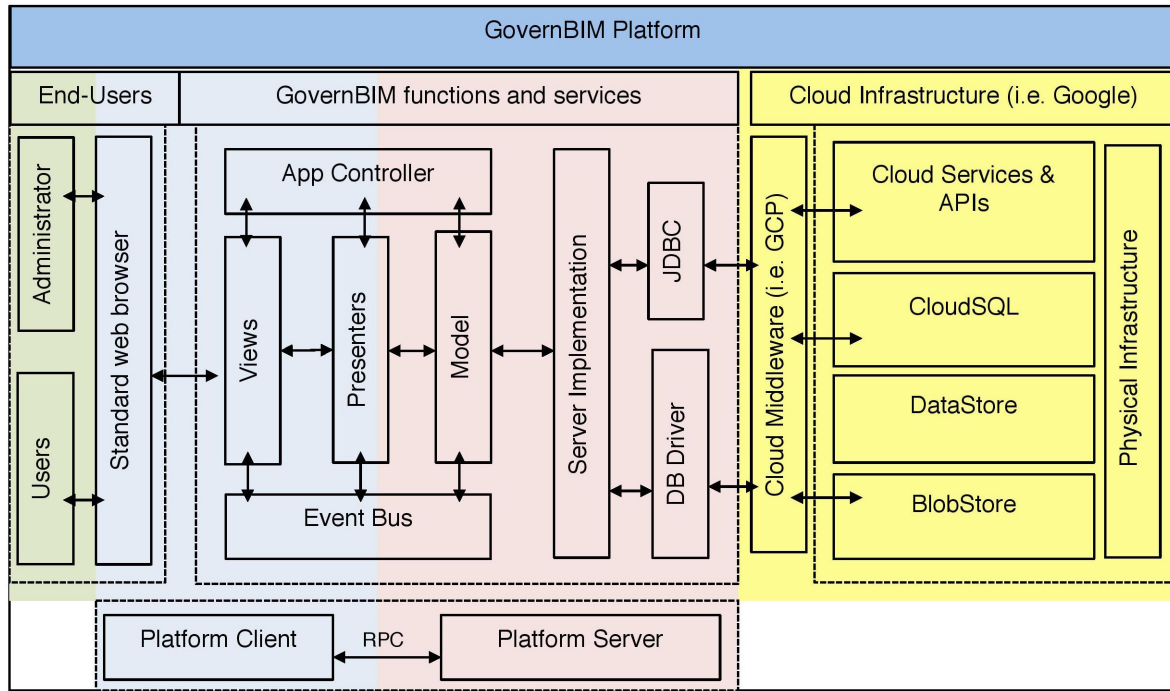 GovernBIM Platform
End-Users
GovernBIM functions and services
Cloud Infrastructure (i.e. Google)
Administrator
Users
Standard web browser
App Controller
Views
Presenters
Model
Event Bus
Server Implementation
JDBC
DB Driver
Cloud Middleware (i.e. GCP)
Cloud Services &
APIs
CloudSQL
DataStore
BlobStore
Physical Infrastructure
Platform Client
RPC
Platform Server